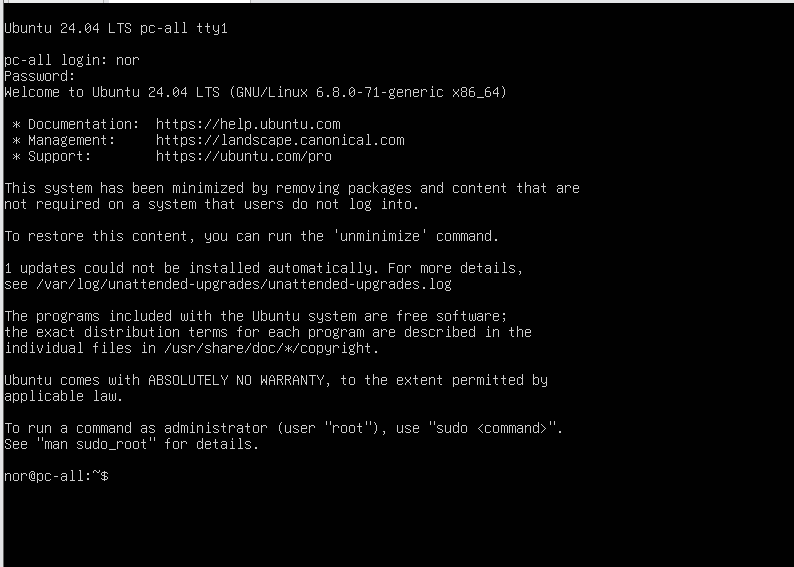 Ubuntu 24.04 LTS pc-all tty1
pc-all login: nor
Password:
Welcome to Ubuntu 24.04 LTS (GNU/Linux 6.8.0-71-generic x86_64)
* Documentation:  https://help.ubuntu.com
* Management:     https://landscape.canonical.com
* Support:        https://ubuntu.com/pro
This system has been minimized by removing packages and content that are
not required on a system that users do not log into.
To restore this content, you can run the 'unminimize' command.
1 updates could not be installed automatically. For more details,
see /var/log/unattended-upgrades/unattended-upgrades.log
The programs included with the Ubuntu system are free software;
the exact distribution terms for each program are described in the
individual files in /usr/share/doc/*/copyright.
Ubuntu comes with ABSOLUTELY NO WARRANTY, to the extent permitted by
applicable law.
To run a command as administrator (user "root"), use "sudo <command>".
See "man sudo_root" for details.
nor@pc-all:~$